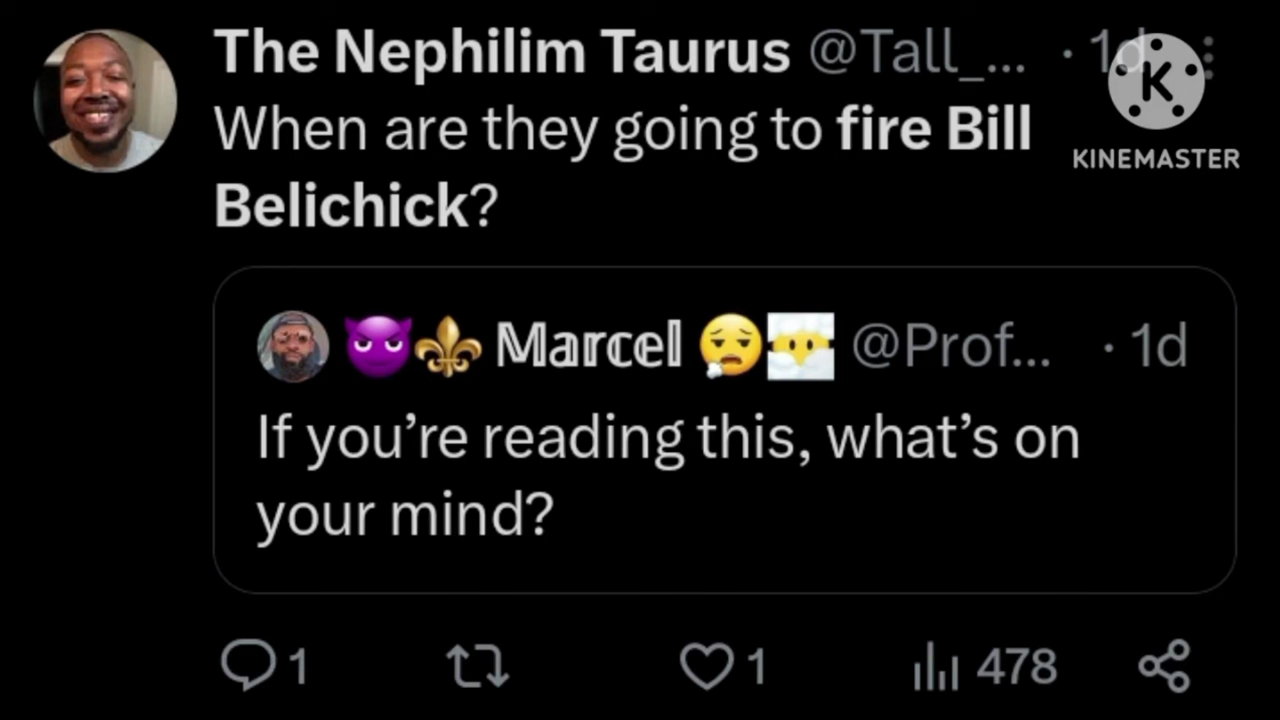 The Nephilim Taurus @Tall_... · 1d
K
KINEMASTER
When are they going to fire Bill
Belichick?
😈⚜️ 𝕄𝕒𝕣𝕔𝕖𝕝 😮‍💨😶‍🌫️ @Prof... · 1d
If you’re reading this, what’s on
your mind?
1 1 478